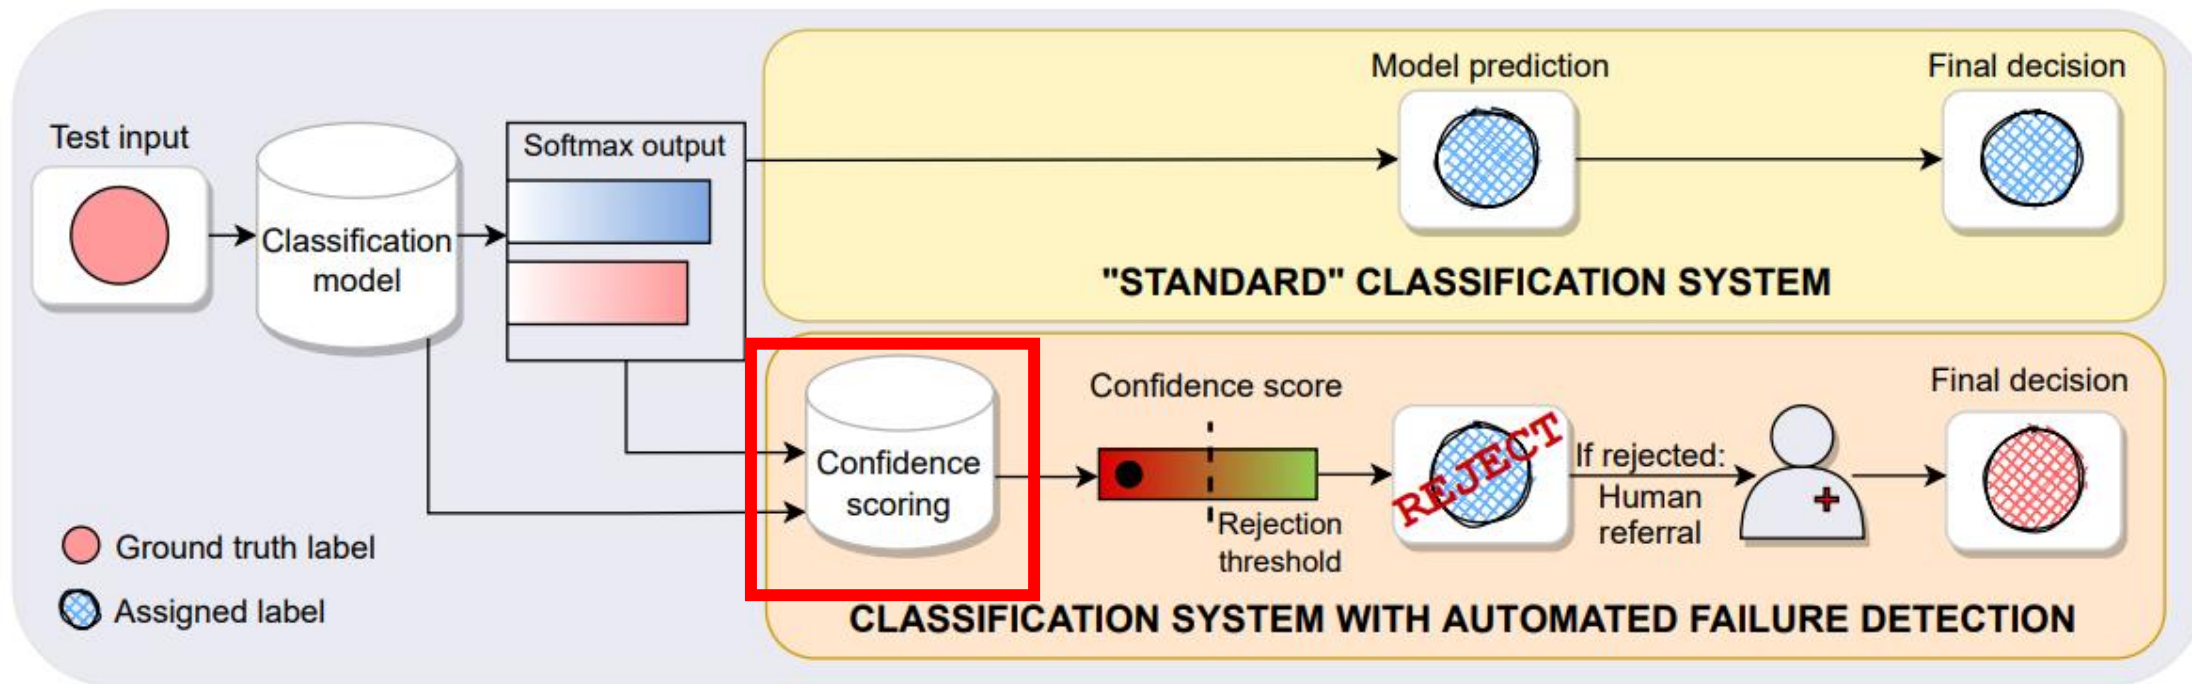 Test input
Classification
model
Softmax output
Model prediction
Final decision
"STANDARD" CLASSIFICATION SYSTEM
Confidence
scoring
Confidence score
Rejection
threshold
REJECT
If rejected:
Human
referral
Final decision
Ground truth label
Assigned label
CLASSIFICATION SYSTEM WITH AUTOMATED FAILURE DETECTION